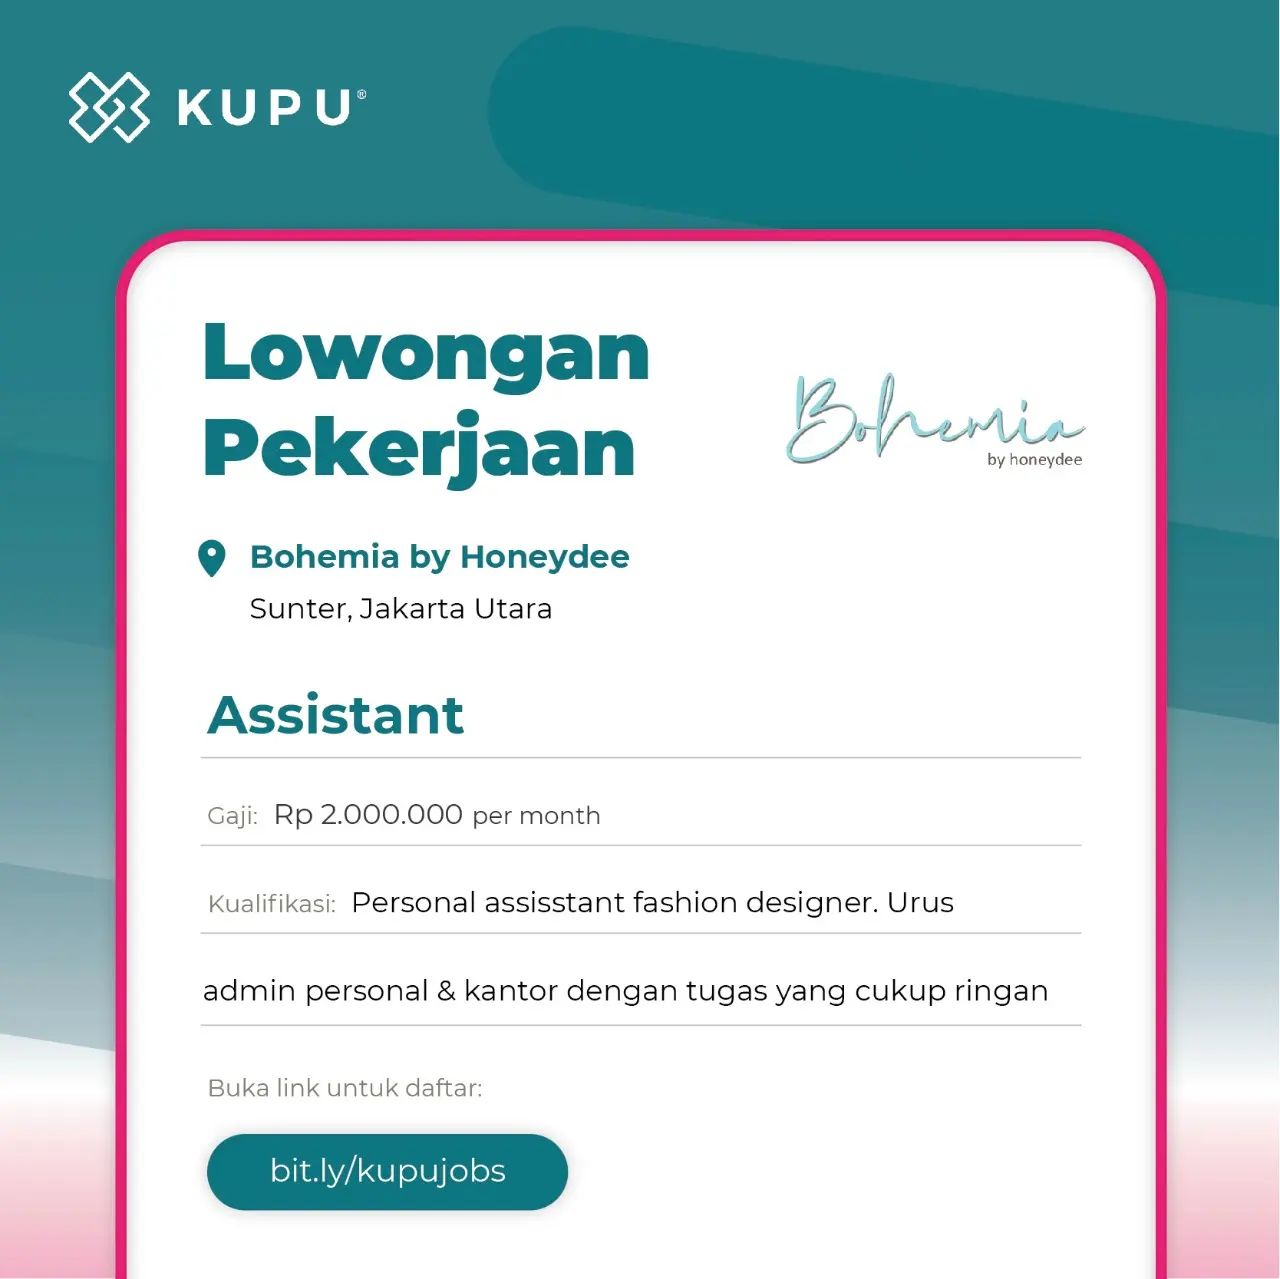 KUPU®
Lowongan
Pekerjaan
Bohemia
by honeydee
Bohemia by Honeydee
Sunter, Jakarta Utara
Assistant
Gaji: Rp 2.000.000 per month
Kualifikasi: Personal assisstant fashion designer. Urus
admin personal & kantor dengan tugas yang cukup ringan
Buka link untuk daftar:
bit.ly/kupujobs